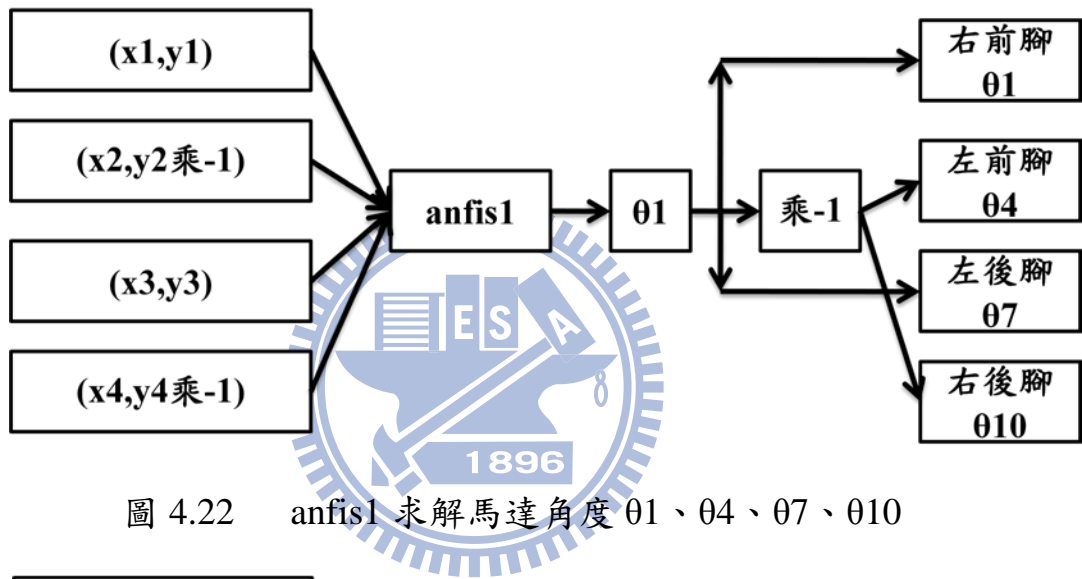 (x1,y1)
(x2,y2乘-1)
(x3,y3)
(x4,y4乘-1)
anfis1
θ1
乘-1
右前腳
θ1
左前腳
θ4
左後腳
θ7
右後腳
θ10
ES
A
1896
圖 4.22 anfis1 求解馬達角度 θ1、θ4、θ7、θ10